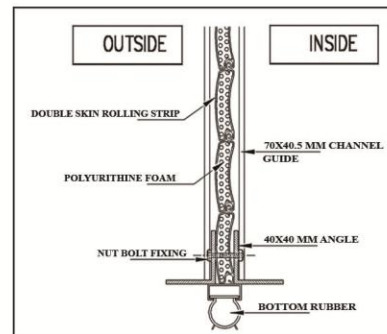 OUTSIDE
INSIDE
DOUBLE SKIN ROLLING STRIP
70X40.5 MM CHANNEL
GUIDE
POLYURITHINE FOAM
40X40 MM ANGLE
NUT BOLT FIXING
BOTTOM RUBBER